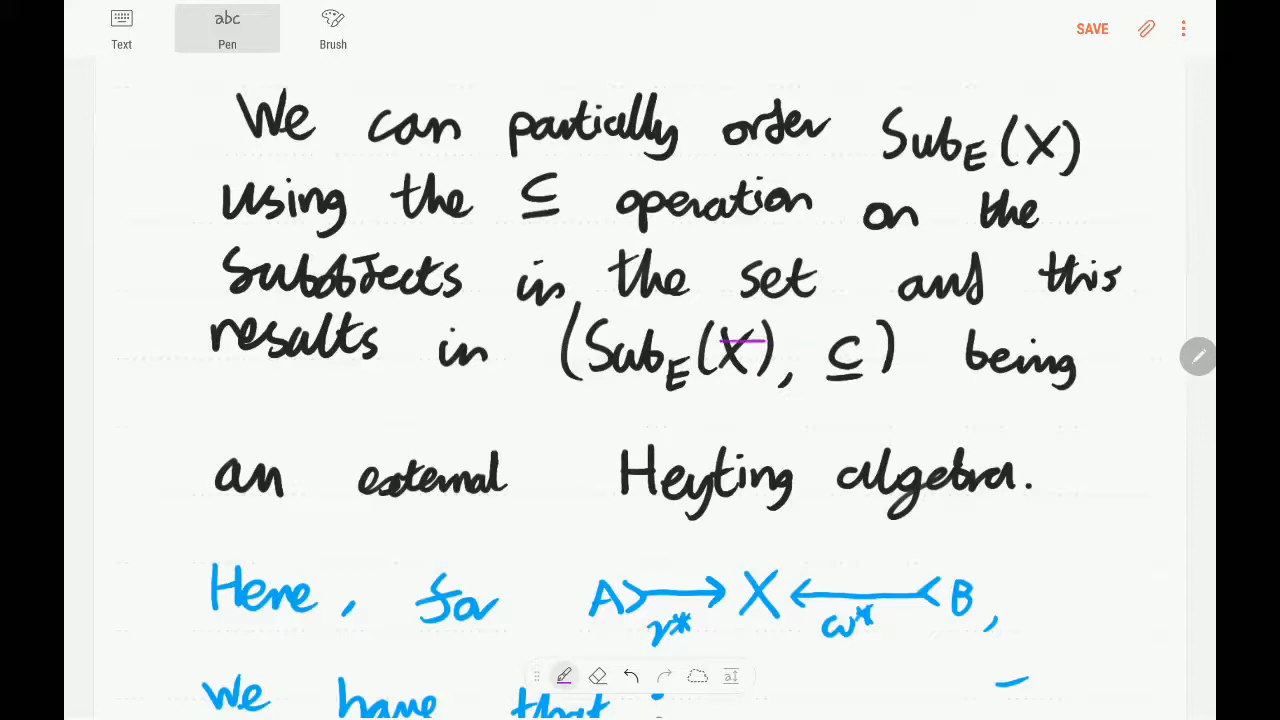 abc
Text
Pen
Brush
SAVE
We can partially order Sub_E(X)
using the ⊆ operation on the
Subobjects in the set and this
results in (Sub_E(X), ⊆) being
an external Heyting algebra.
Here, for A ↣ X ↢ B,
r* ω*
We have that :